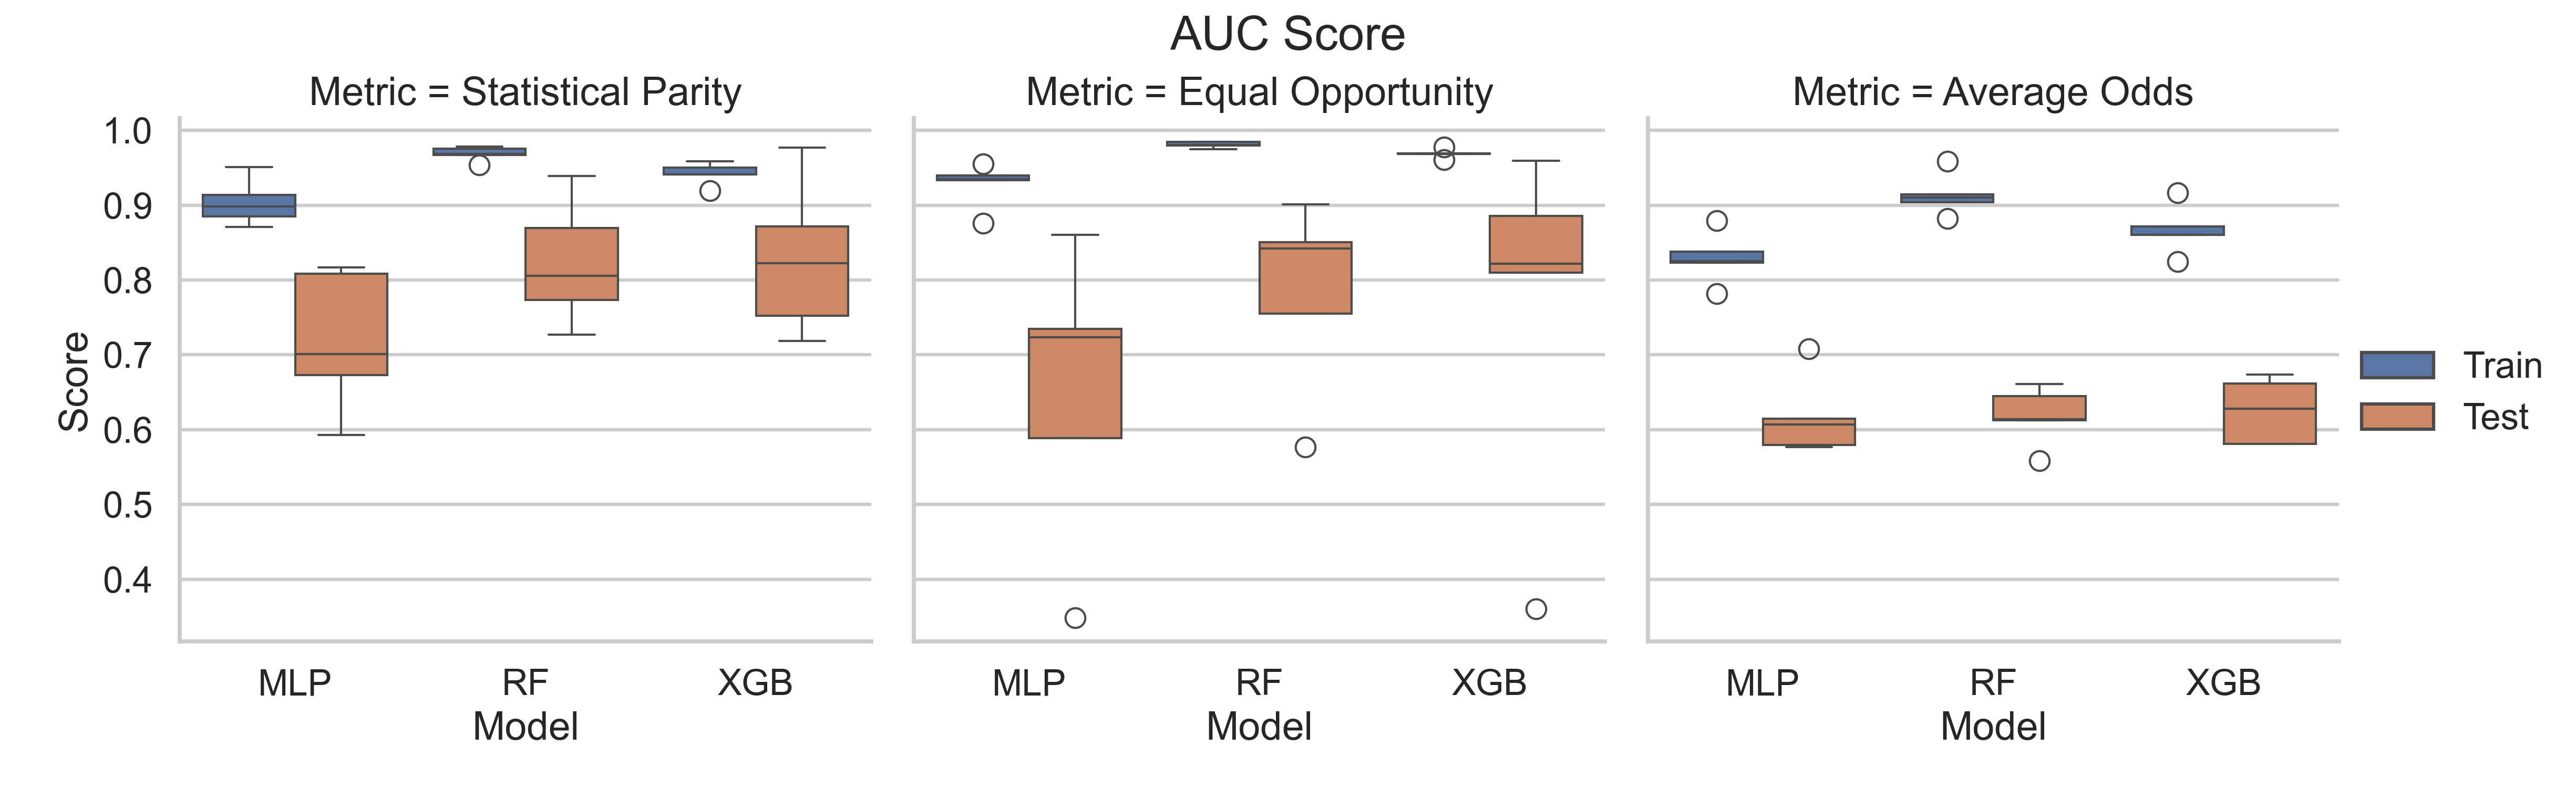 AUC Score
Metric = Statistical Parity
Metric = Equal Opportunity
Metric = Average Odds
1.0
0.9
0.8
0.7
0.6
0.5
0.4
Score
MLP RF XGB
Model
MLP RF XGB
Model
MLP RF XGB
Model
Train
Test